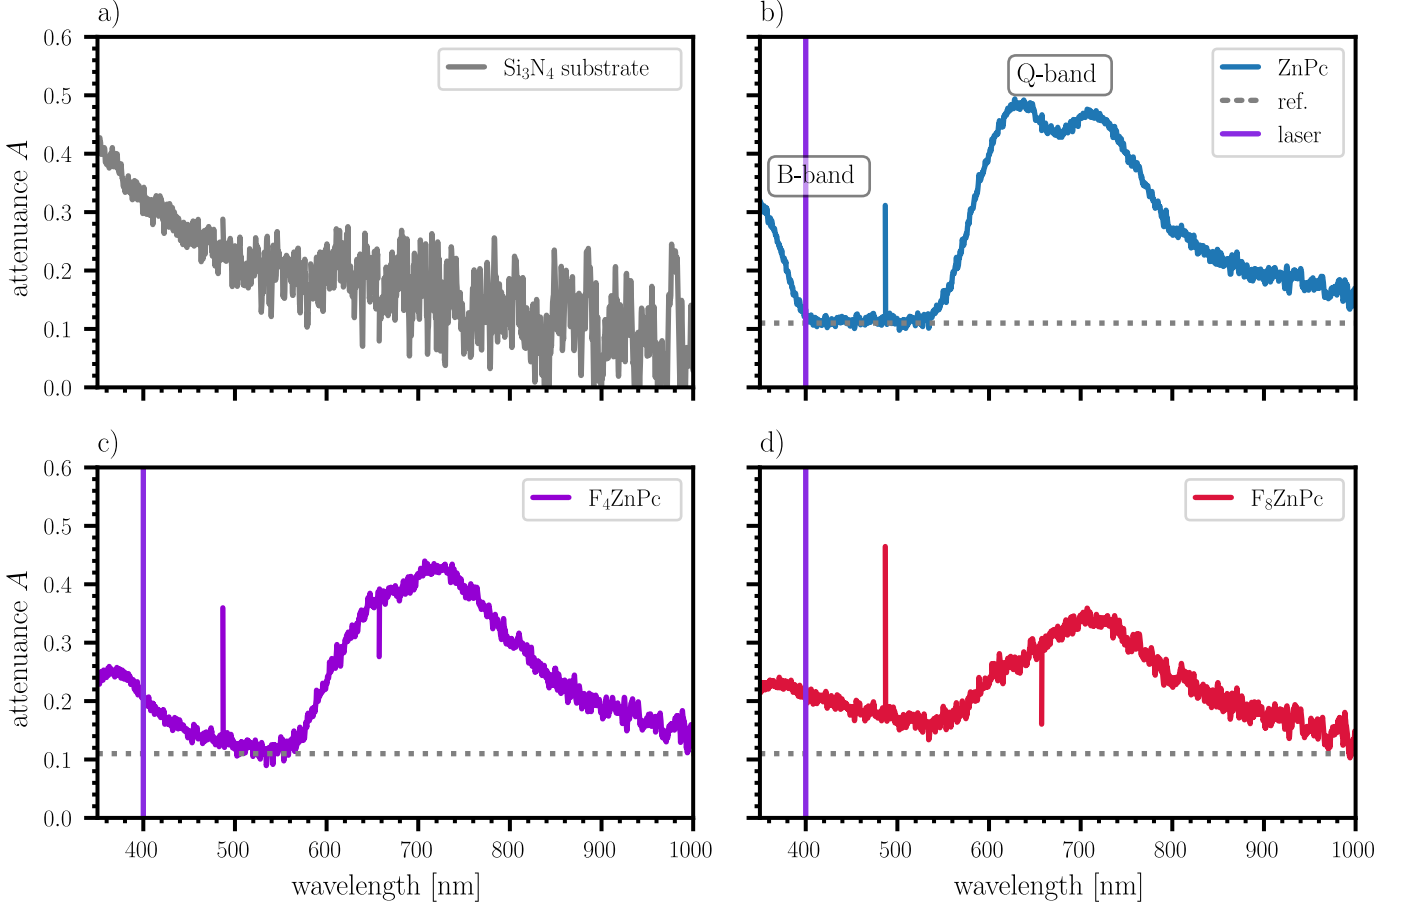 a)
0.6
0.5
0.4
0.3
0.2
0.1
0.0
attenuance A
Si₃N₄ substrate
b)
Q-band
B-band
ZnPc
ref.
laser
c)
0.6
0.5
0.4
0.3
0.2
0.1
0.0
attenuance A
F₄ZnPc
400 500 600 700 800 900 1000
wavelength [nm]
d)
F₈ZnPc
400 500 600 700 800 900 1000
wavelength [nm]